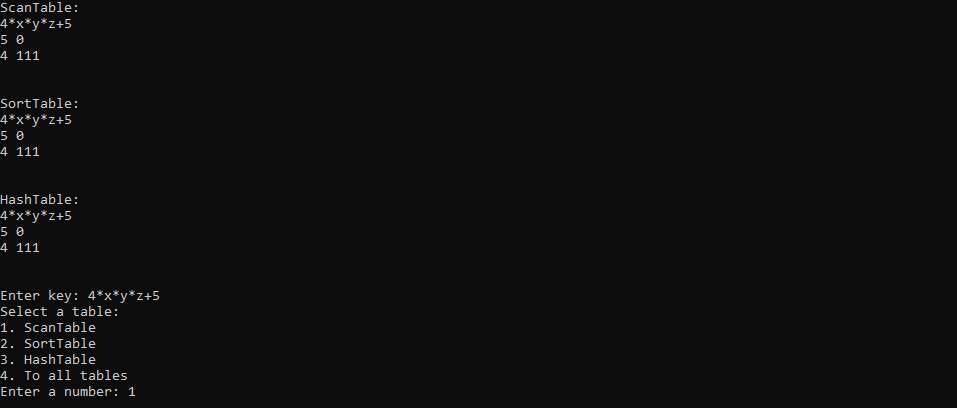 ScanTable:
4*x*y*z+5
5 0
4 111
SortTable:
4*x*y*z+5
5 0
4 111
HashTable:
4*x*y*z+5
5 0
4 111
Enter key: 4*x*y*z+5
Select a table:
1. ScanTable
2. SortTable
3. HashTable
4. To all tables
Enter a number: 1